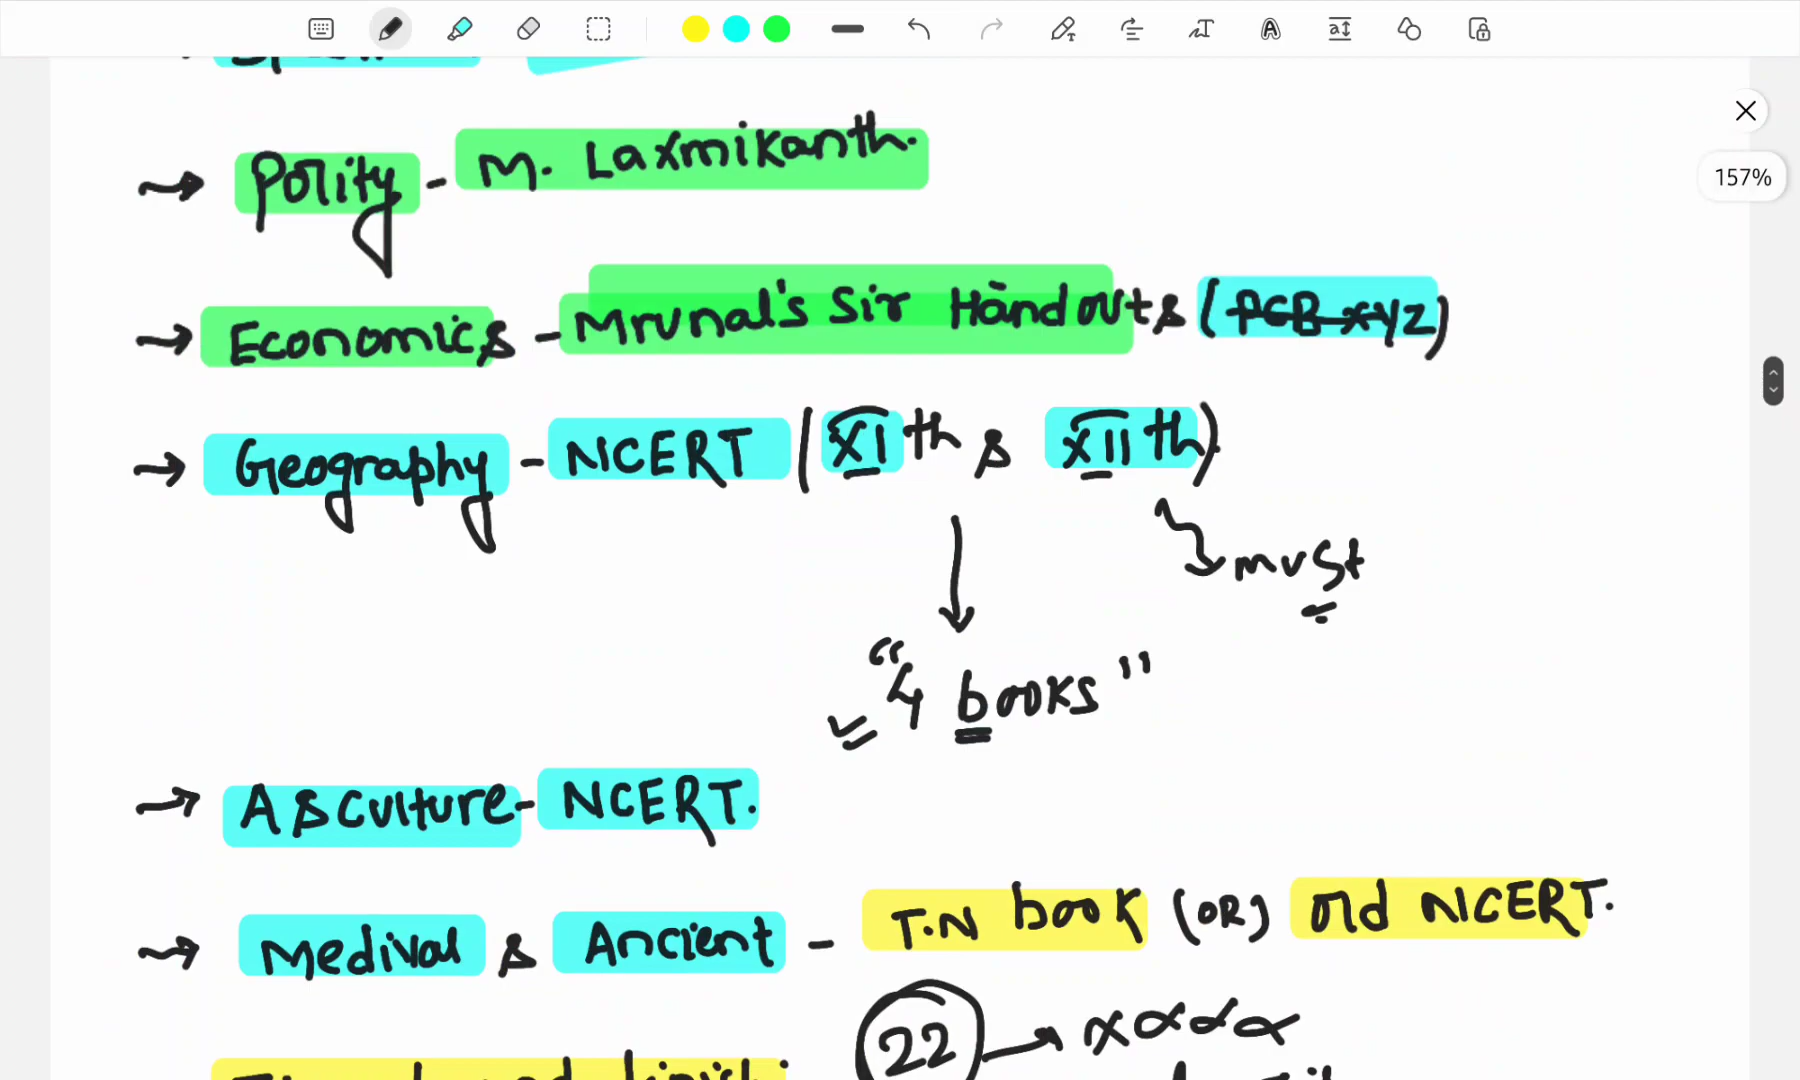 → Polity - M. Laxmikanth.
→ Economics - Mrunal's Sir Handouts (PCB xyz)
→ Geography - NCERT (XIth & XIIth)
→ must
↓
"4 books"
→ A & Culture - NCERT.
→ Medival & Ancient - T.N book (OR) old NCERT.
22 →
157%